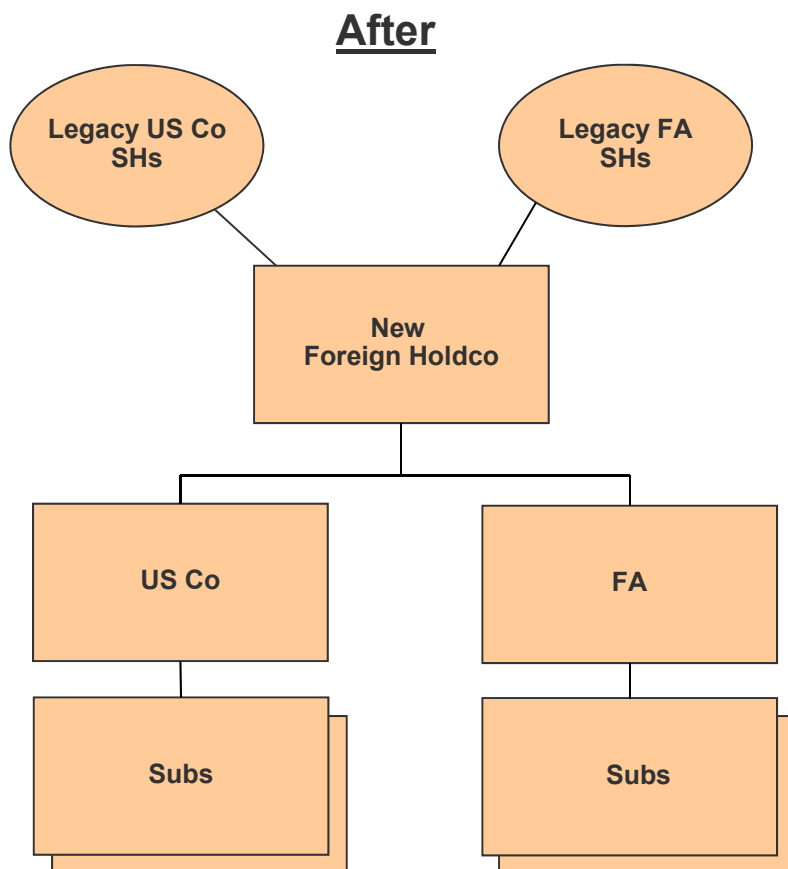 After
Legacy US Co
SHs
Legacy FA
SHs
New
Foreign Holdco
US Co
FA
Subs
Subs